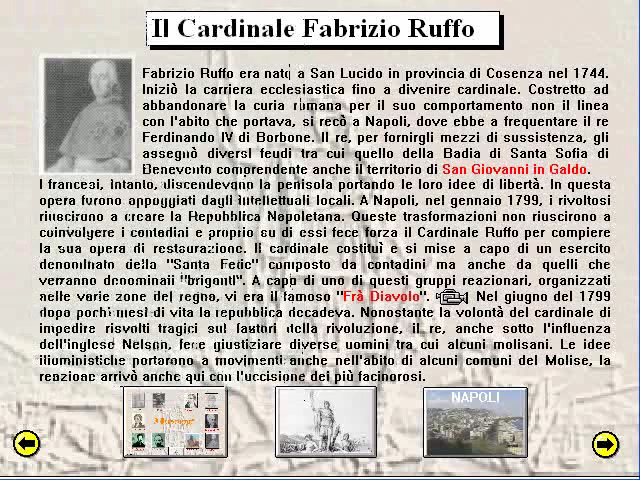 Il Cardinale Fabrizio Ruffo
Fabrizio Ruffo era nato a San Lucido in provincia di Cosenza nel 1744.
Iniziò la carriera ecclesiastica fino a divenire cardinale. Costretto ad
abbandonare la curia romana per il suo comportamento non il linea
con l'abito che portava, si recò a Napoli, dove ebbe a frequentare il re
Ferdinando IV di Borbone. Il re, per fornirgli mezzi di sussistenza, gli
assegnò diversi feudi tra cui quello della Badia di Santa Sofia di
Benevento comprendente anche il territorio di San Giovanni in Galdo.
I francesi, intanto, discendevano la penisola portando le loro idee di libertà. In questa
opera furono appoggiati dagli intellettuali locali. A Napoli, nel gennaio 1799, i rivoltosi
riuscirono a creare la Repubblica Napoletana. Queste trasformazioni non riuscirono a
coinvolgere i contadini e proprio su di essi fece forza il Cardinale Ruffo per compiere
la sua opera di restaurazione. Il cardinale costituì e si mise a capo di un esercito
denominato della "Santa Fede" composto da contadini ma anche da quelli che
verranno denominati "briganti". A capo di uno di questi gruppi reazionari, organizzati
nelle varie zone del regno, vi era il famoso "Frà Diavolo". Nel giugno del 1799
dopo pochi mesi di vita la repubblica decadeva. Nonostante la volontà del cardinale di
impedire risvolti tragici sui fautori della rivoluzione, il re, anche sotto l'influenza
dell'inglese Nelson, fece giustiziare diverse uomini tra cui alcuni molisani. Le idee
illuministiche portarono a movimenti anche nell'abito di alcuni comuni del Molise, la
reazione arrivò anche qui con l'uccisione dei più facinorosi.
NAPOLI